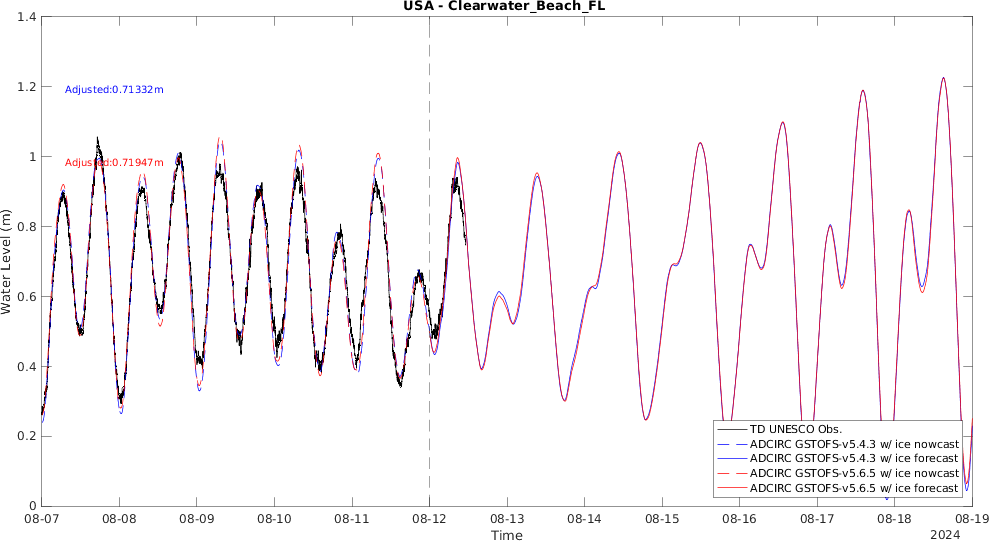 USA - Clearwater_Beach_FL
1.4
1.2
1
0.8
0.6
0.4
0.2
0
Water Level (m)
Adjusted:0.71332m
Adjusted:0.71947m
TD UNESCO Obs.
ADCIRC GSTOFS-v5.4.3 w/ ice nowcast
ADCIRC GSTOFS-v5.4.3 w/ ice forecast
ADCIRC GSTOFS-v5.6.5 w/ ice nowcast
ADCIRC GSTOFS-v5.6.5 w/ ice forecast
08-07 08-08 08-09 08-10 08-11 08-12 08-13 08-14 08-15 08-16 08-17 08-18 08-19
Time
2024